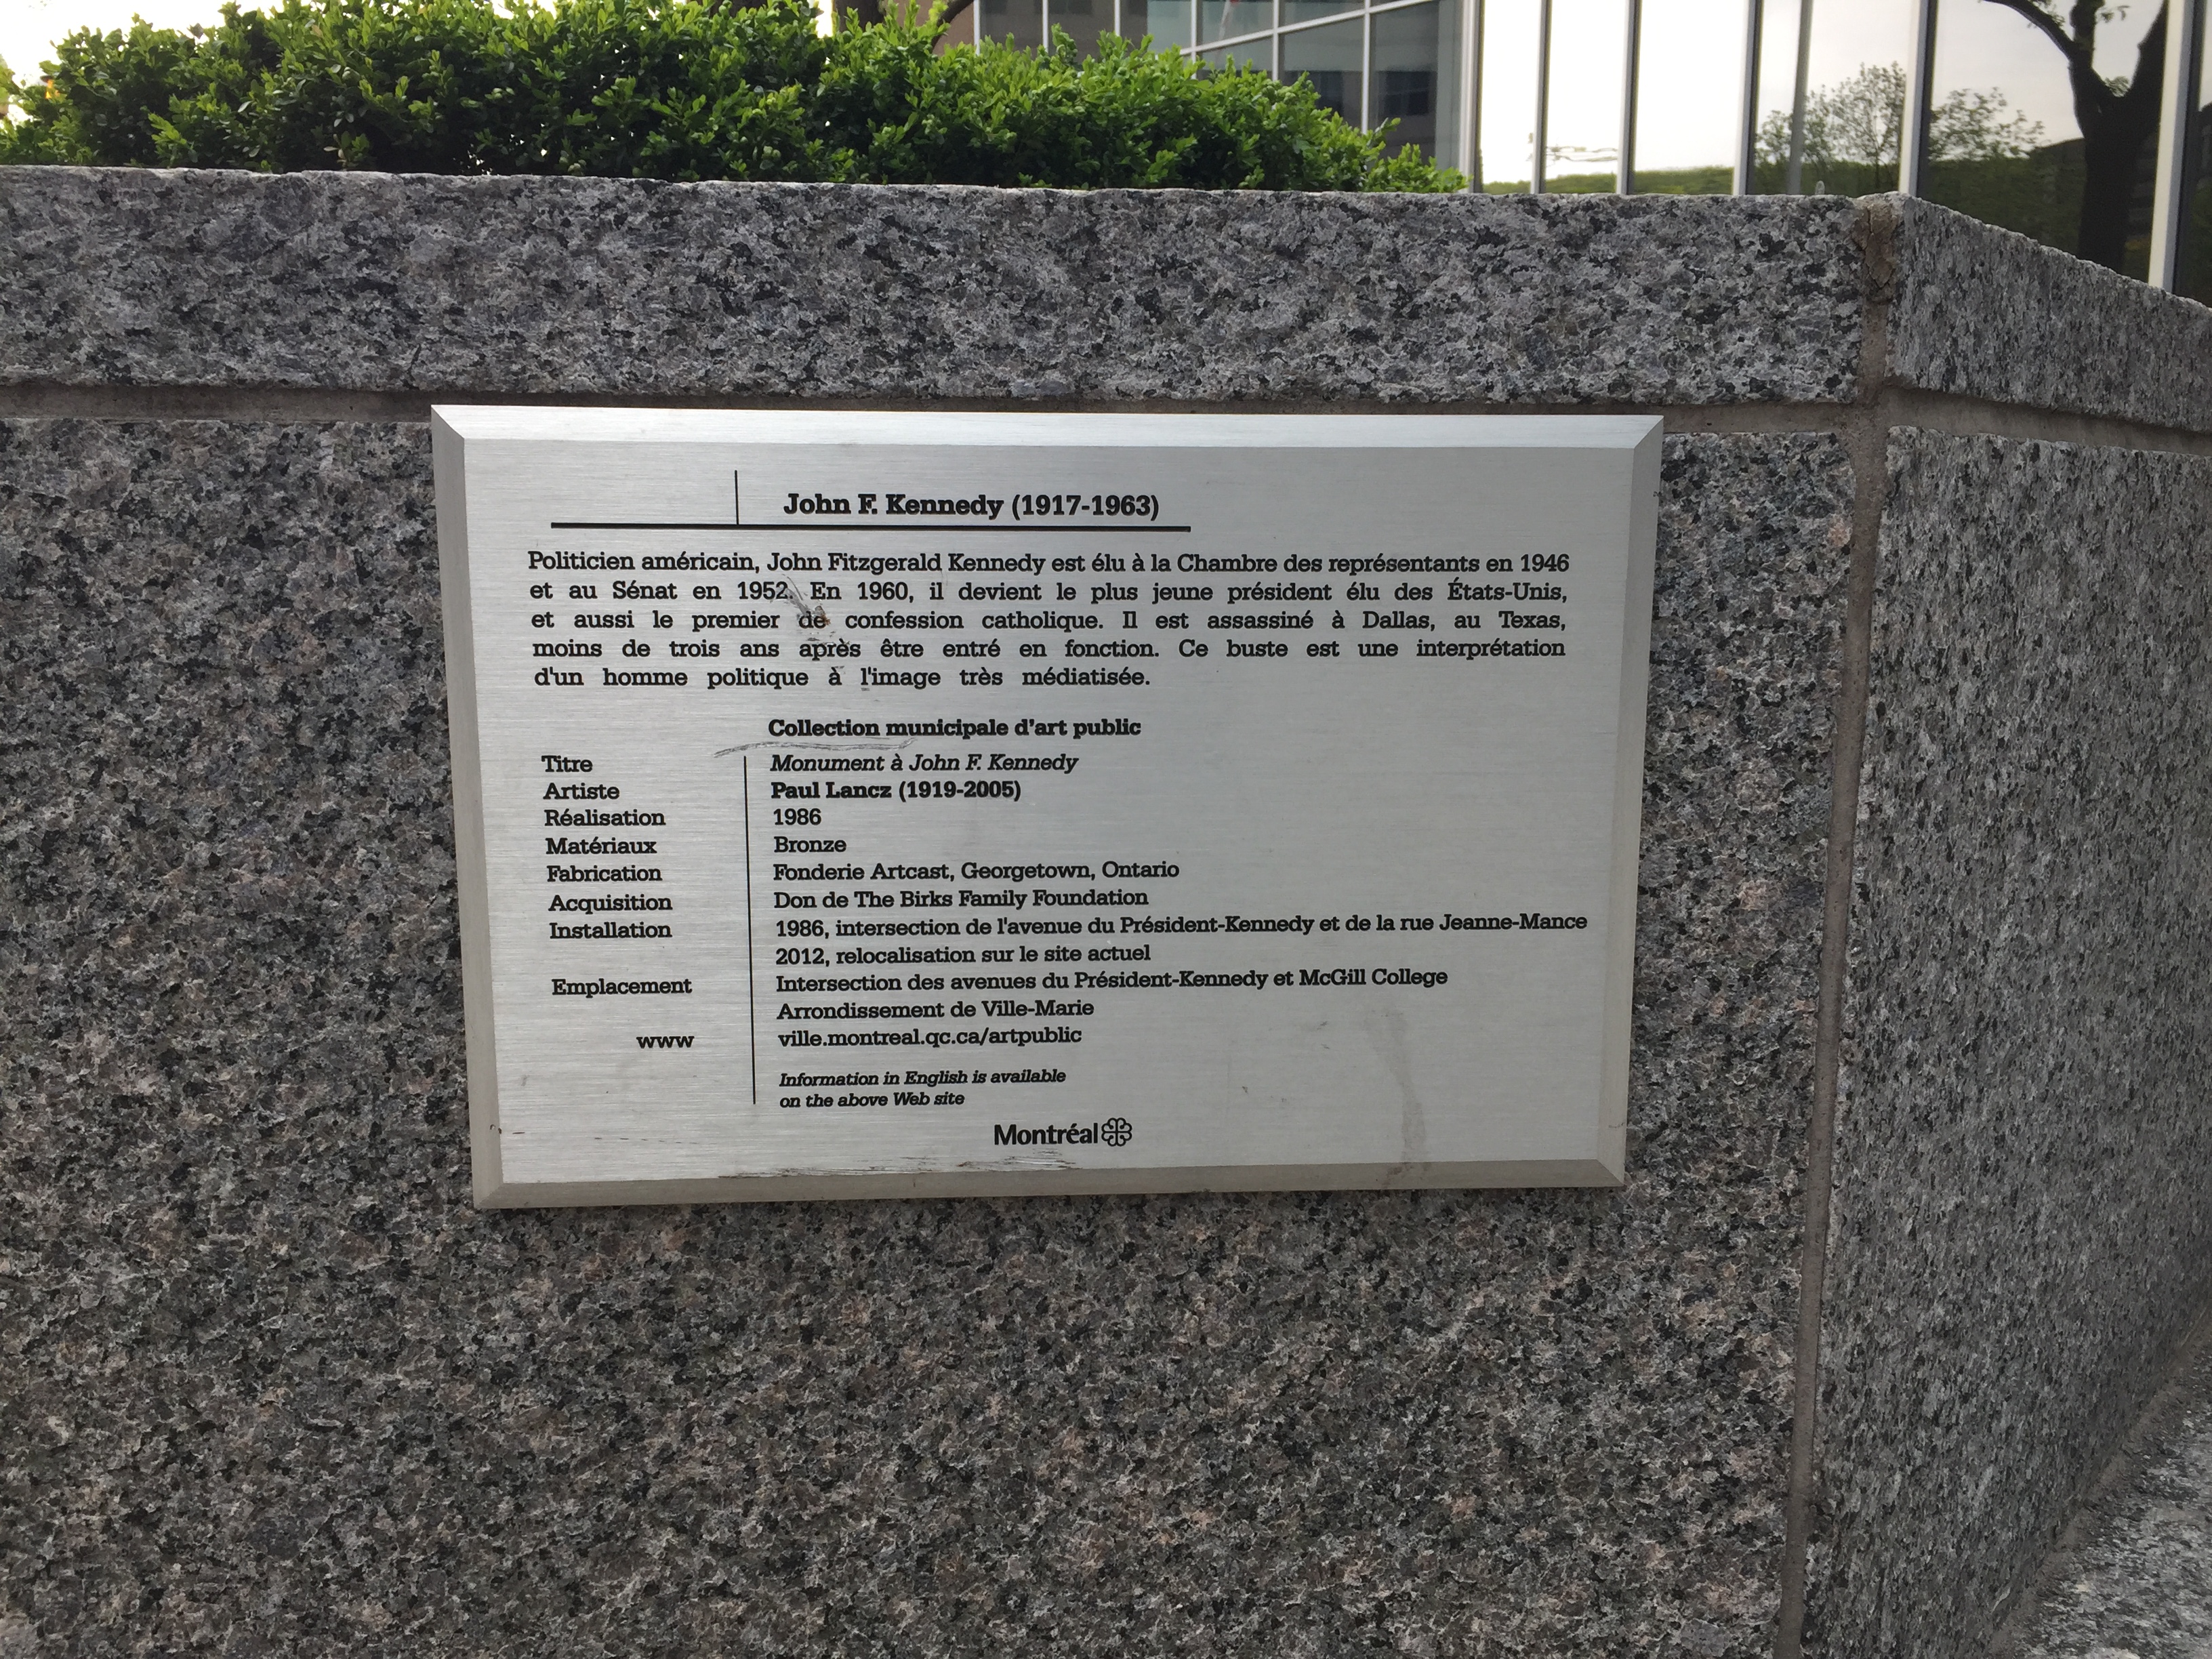 John F. Kennedy (1917-1963)
Politicien américain, John Fitzgerald Kennedy est élu à la Chambre des représentants en 1946
et au Sénat en 1952. En 1960, il devient le plus jeune président élu des États-Unis,
et aussi le premier de confession catholique. Il est assassiné à Dallas, au Texas,
moins de trois ans après être entré en fonction. Ce buste est une interprétation
d'un homme politique à l'image très médiatisée.
Collection municipale d'art public
Titre Monument à John F. Kennedy
Artiste Paul Lancz (1919-2005)
Réalisation 1986
Matériaux Bronze
Fabrication Fonderie Artcast, Georgetown, Ontario
Acquisition Don de The Birks Family Foundation
Installation 1986, intersection de l'avenue du Président-Kennedy et de la rue Jeanne-Mance
2012, relocalisation sur le site actuel
Emplacement Intersection des avenues du Président-Kennedy et McGill College
Arrondissement de Ville-Marie
www ville.montreal.qc.ca/artpublic
Information in English is available
on the above Web site
Montréal